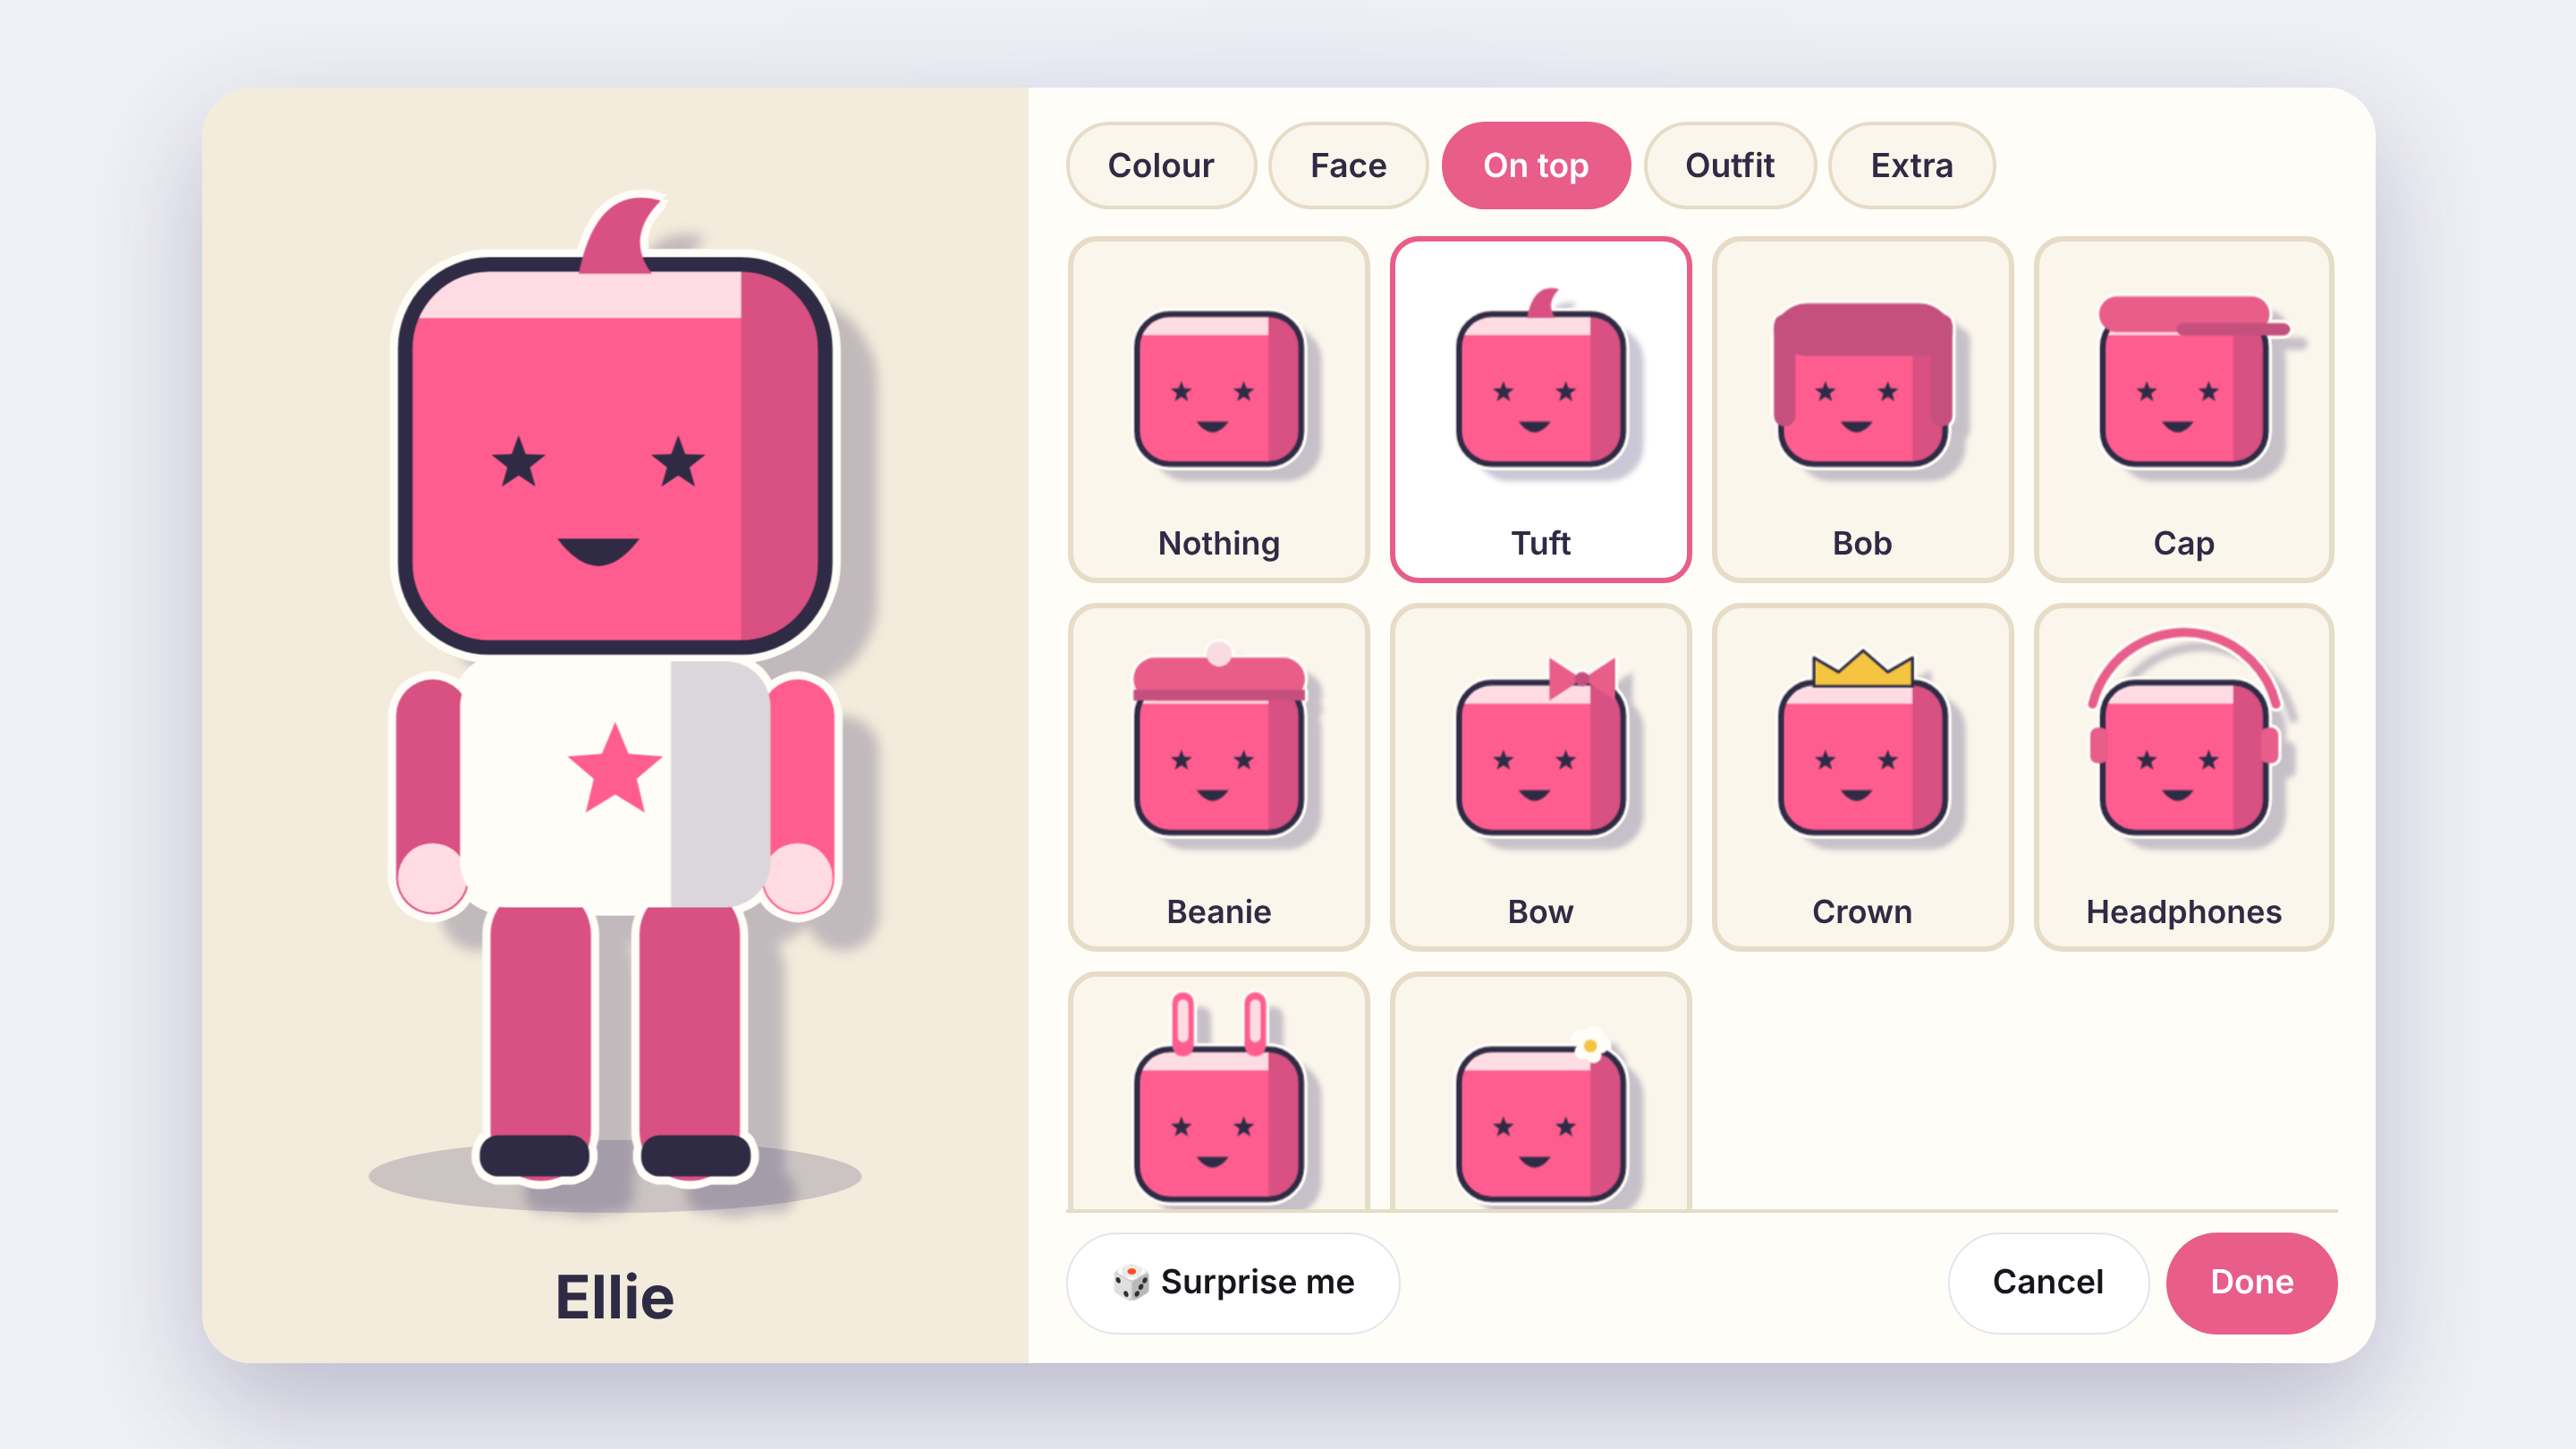 Colour
Face
On top
Outfit
Extra
Nothing
Tuft
Bob
Cap
Beanie
Bow
Crown
Headphones
Surprise me
Cancel
Done
Ellie